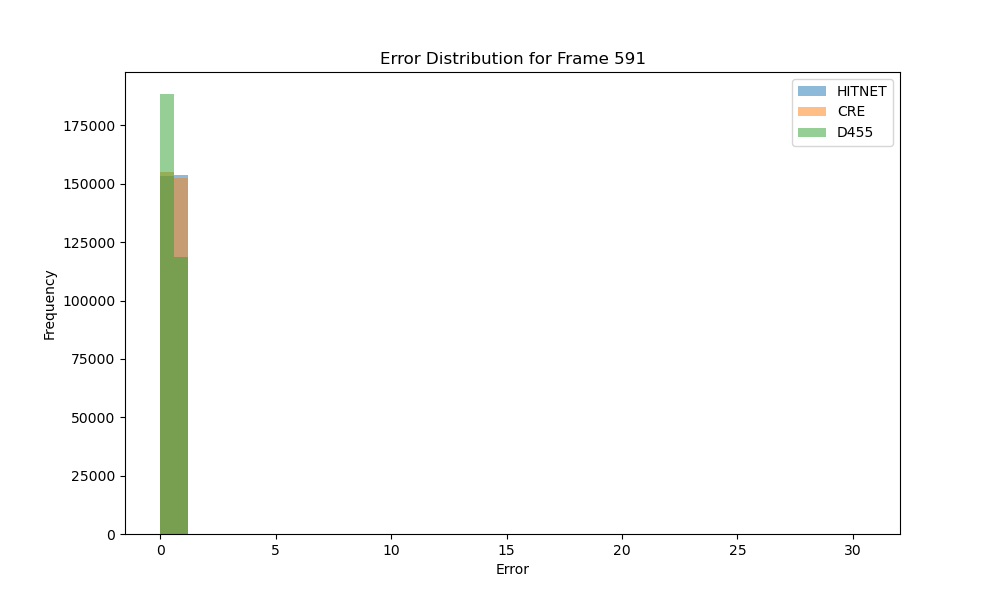 Error Distribution for Frame 591
HITNET
CRE
D455
175000
150000
125000
100000
75000
50000
25000
0
Frequency
0 5 10 15 20 25 30
Error